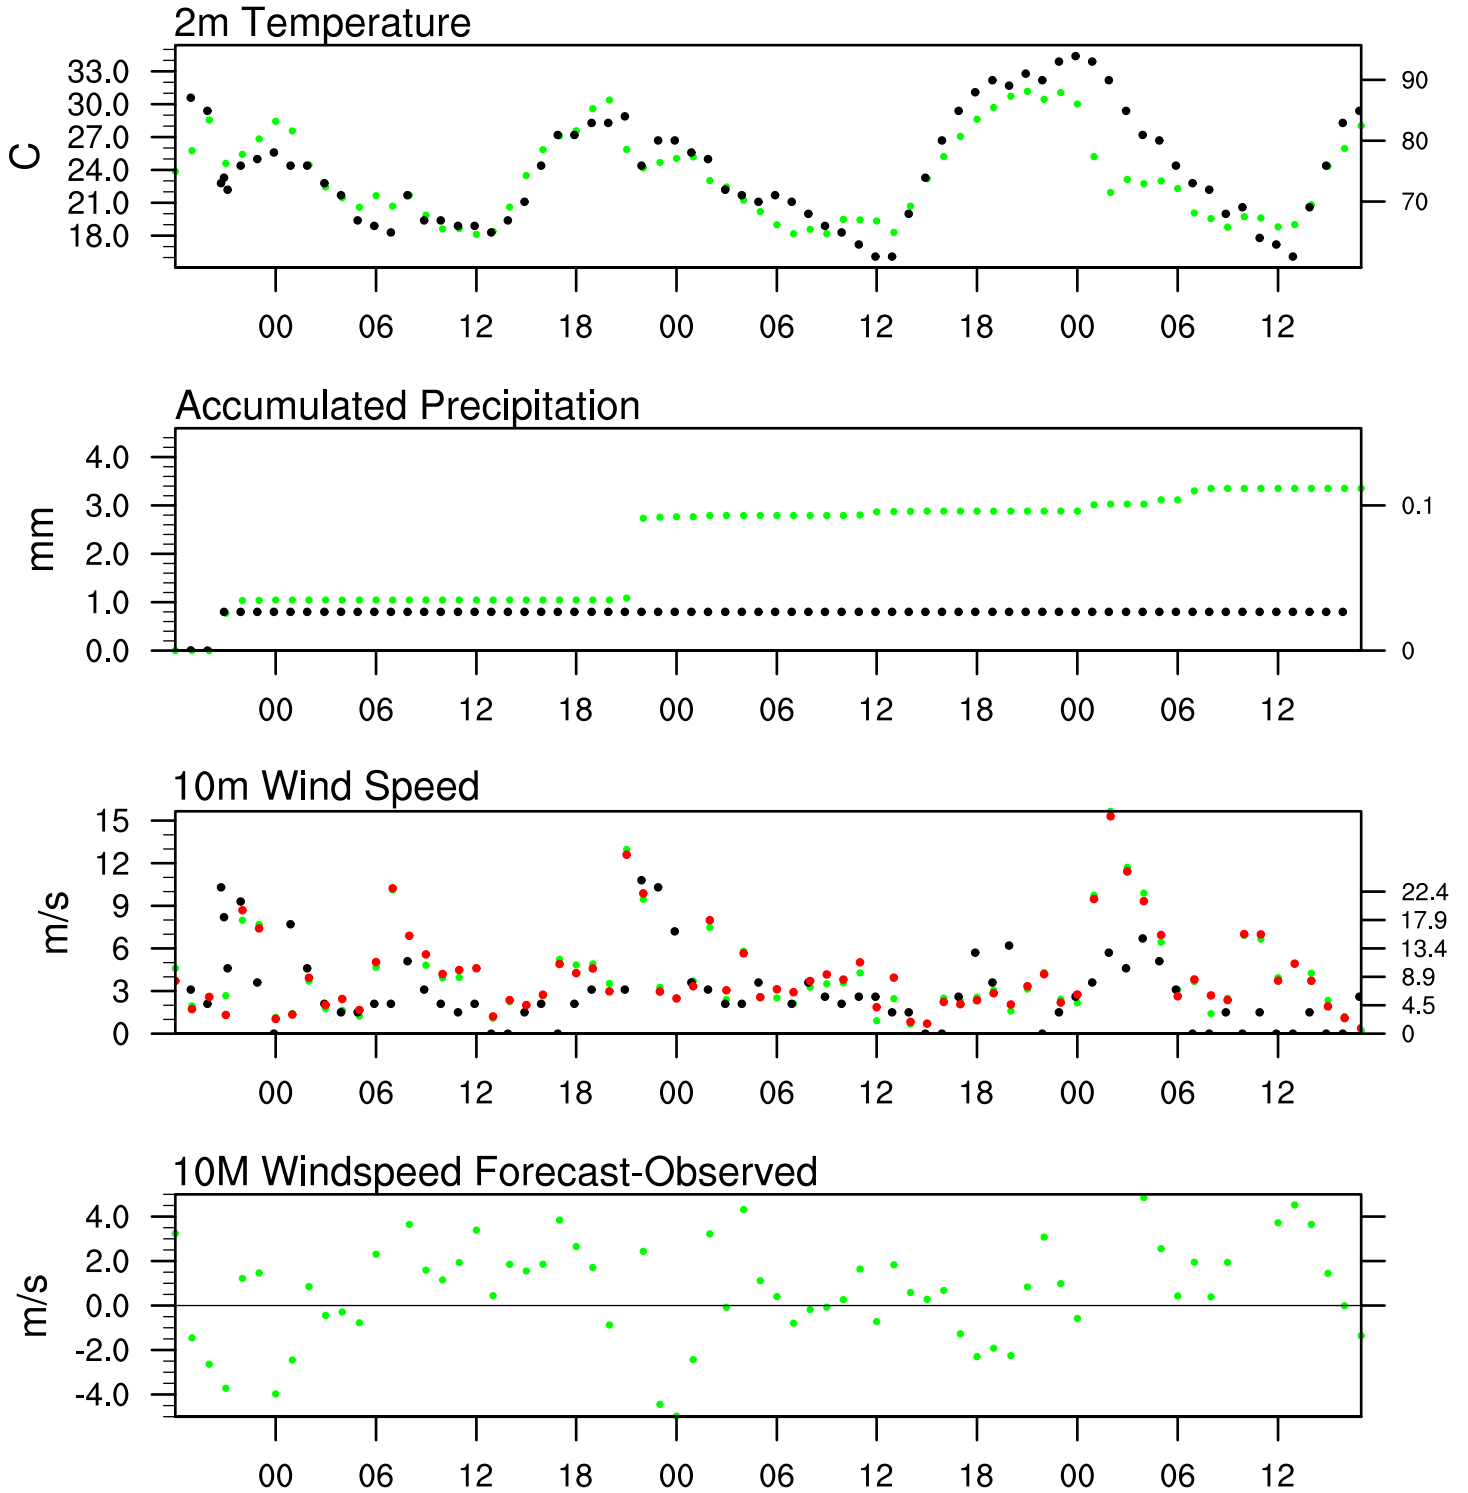 2m Temperature
C
33.0
30.0
27.0
24.0
21.0
18.0
90
80
70
00 06 12 18 00 06 12 18 00 06 12
Accumulated Precipitation
mm
4.0
3.0
2.0
1.0
0.0
0.1
0
00 06 12 18 00 06 12 18 00 06 12
10m Wind Speed
m/s
15
12
9
6
3
0
22.4
17.9
13.4
8.9
4.5
0
00 06 12 18 00 06 12 18 00 06 12
10M Windspeed Forecast-Observed
m/s
4.0
2.0
0.0
-2.0
-4.0
00 06 12 18 00 06 12 18 00 06 12